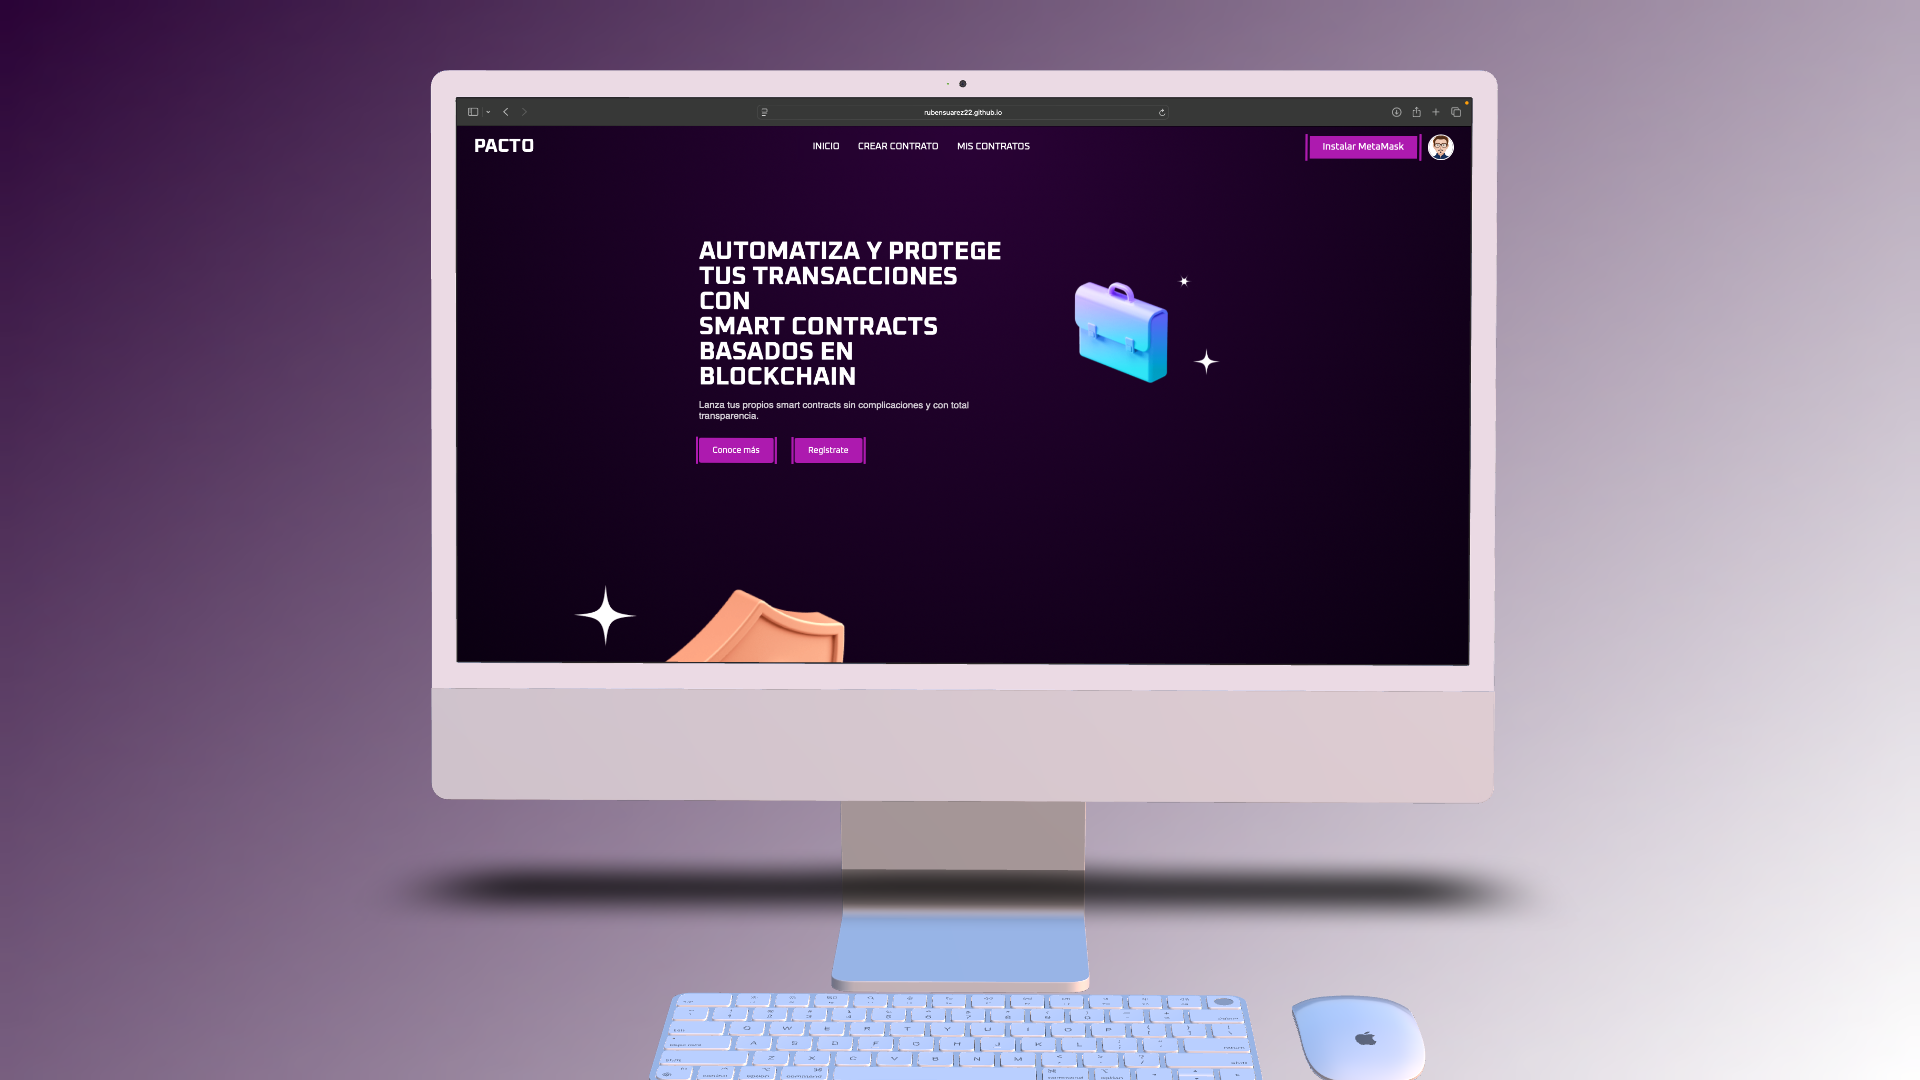 rubensuarez22.github.io
PACTO
INICIO
CREAR CONTRATO
MIS CONTRATOS
Instalar MetaMask
AUTOMATIZA Y PROTEGE
TUS TRANSACCIONES
CON
SMART CONTRACTS
BASADOS EN
BLOCKCHAIN
Lanza tus propios smart contracts sin complicaciones y con total
transparencia.
Conoce más
Regístrate
Q W E R T Y U I O P
A S D F G H J K L
Z X C V B N M